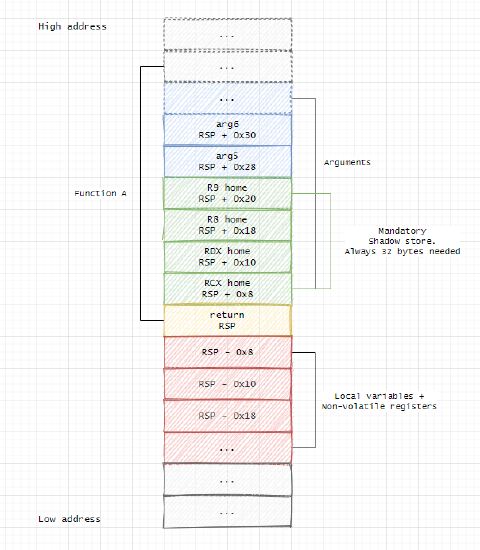 High address
...
...
...
arg6
RSP + 0x30
arg5
RSP + 0x28
Arguments
R9 home
RSP + 0x20
Function A
R8 home
RSP + 0x18
Mandatory
Shadow store.
Always 32 bytes needed
RDX home
RSP + 0x10
RCX home
RSP + 0x8
return
RSP
RSP - 0x8
RSP - 0x10
RSP - 0x18
Local variables +
Non-volatile registers
...
...
...
Low address